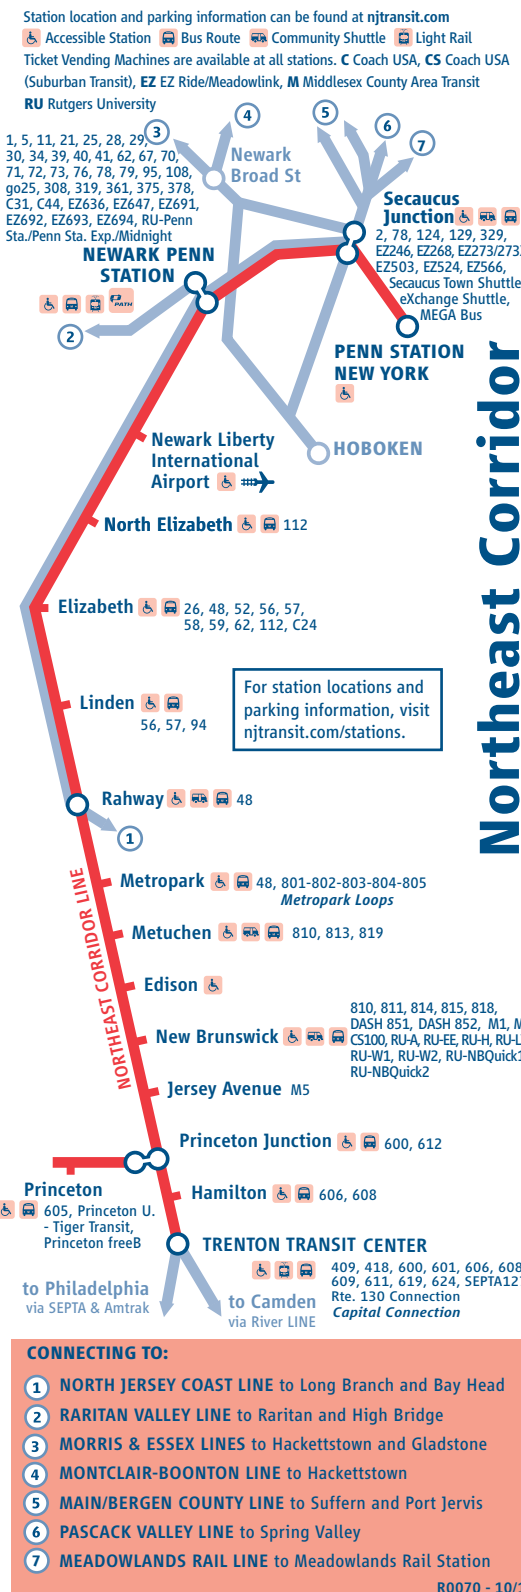 Station location and parking information can be found at njtransit.com
Accessible Station Bus Route Community Shuttle Light Rail
Ticket Vending Machines are available at all stations. C Coach USA, CS Coach USA
(Suburban Transit), EZ EZ Ride/Meadowlink, M Middlesex County Area Transit
RU Rutgers University
3
4
5
6
7
1, 5, 11, 21, 25, 28, 29,
30, 34, 39, 40, 41, 62, 67, 70,
71, 72, 73, 76, 78, 79, 95, 108,
go25, 308, 319, 361, 375, 378,
C31, C44, EZ636, EZ647, EZ691,
EZ692, EZ693, EZ694, RU-Penn
Sta./Penn Sta. Exp./Midnight
NEWARK PENN
STATION
PATH
2
Newark
Broad St
Secaucus
Junction
2, 78, 124, 129, 329,
EZ246, EZ268, EZ273/273
EZ503, EZ524, EZ566,
Secaucus Town Shuttle
eXchange Shuttle,
MEGA Bus
PENN STATION
NEW YORK
HOBOKEN
Northeast Corridor
Newark Liberty
International
Airport
North Elizabeth 112
Elizabeth 26, 48, 52, 56, 57,
58, 59, 62, 112, C24
For station locations and
parking information, visit
njtransit.com/stations.
Linden
56, 57, 94
Rahway 48
1
NORTHEAST CORRIDOR LINE
Metropark 48, 801-802-803-804-805
Metropark Loops
Metuchen 810, 813, 819
Edison
New Brunswick
810, 811, 814, 815, 818,
DASH 851, DASH 852, M1,
CS100, RU-A, RU-EE, RU-H,
RU-W1, RU-W2, RU-NBQuick1
RU-NBQuick2
Jersey Avenue M5
Princeton Junction 600, 612
Princeton
605, Princeton U.
- Tiger Transit,
Princeton freeB
Hamilton 606, 608
TRENTON TRANSIT CENTER
409, 418, 600, 601, 606, 608
609, 611, 619, 624, SEPTA127
Rte. 130 Connection
Capital Connection
to Philadelphia
via SEPTA & Amtrak
to Camden
via River LINE
CONNECTING TO:
1 NORTH JERSEY COAST LINE to Long Branch and Bay Head
2 RARITAN VALLEY LINE to Raritan and High Bridge
3 MORRIS & ESSEX LINES to Hackettstown and Gladstone
4 MONTCLAIR-BOONTON LINE to Hackettstown
5 MAIN/BERGEN COUNTY LINE to Suffern and Port Jervis
6 PASCACK VALLEY LINE to Spring Valley
7 MEADOWLANDS RAIL LINE to Meadowlands Rail Station
R0070 - 10/